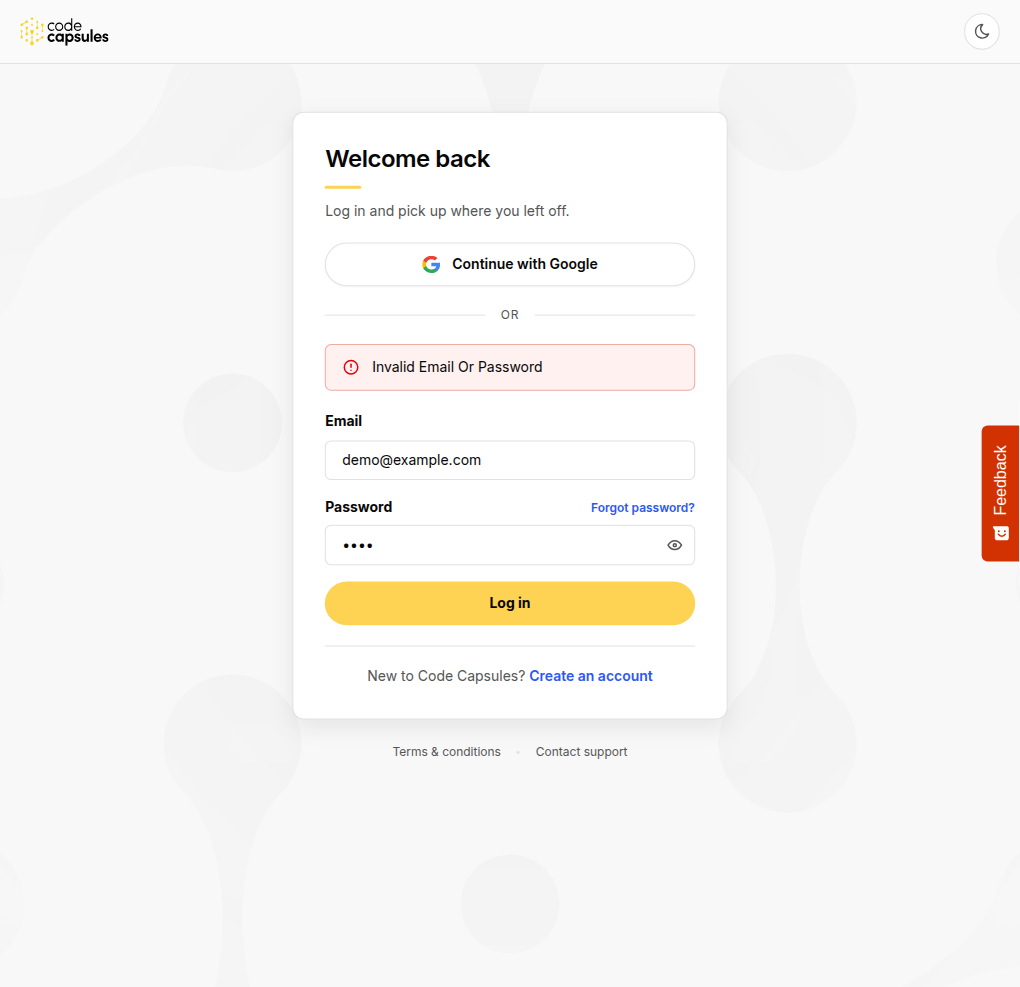 code
capsules
Welcome back
Log in and pick up where you left off.
Continue with Google
OR
Invalid Email Or Password
Email
demo@example.com
Password
Forgot password?
••••
Log in
New to Code Capsules? Create an account
Terms & conditions
Contact support
Feedback